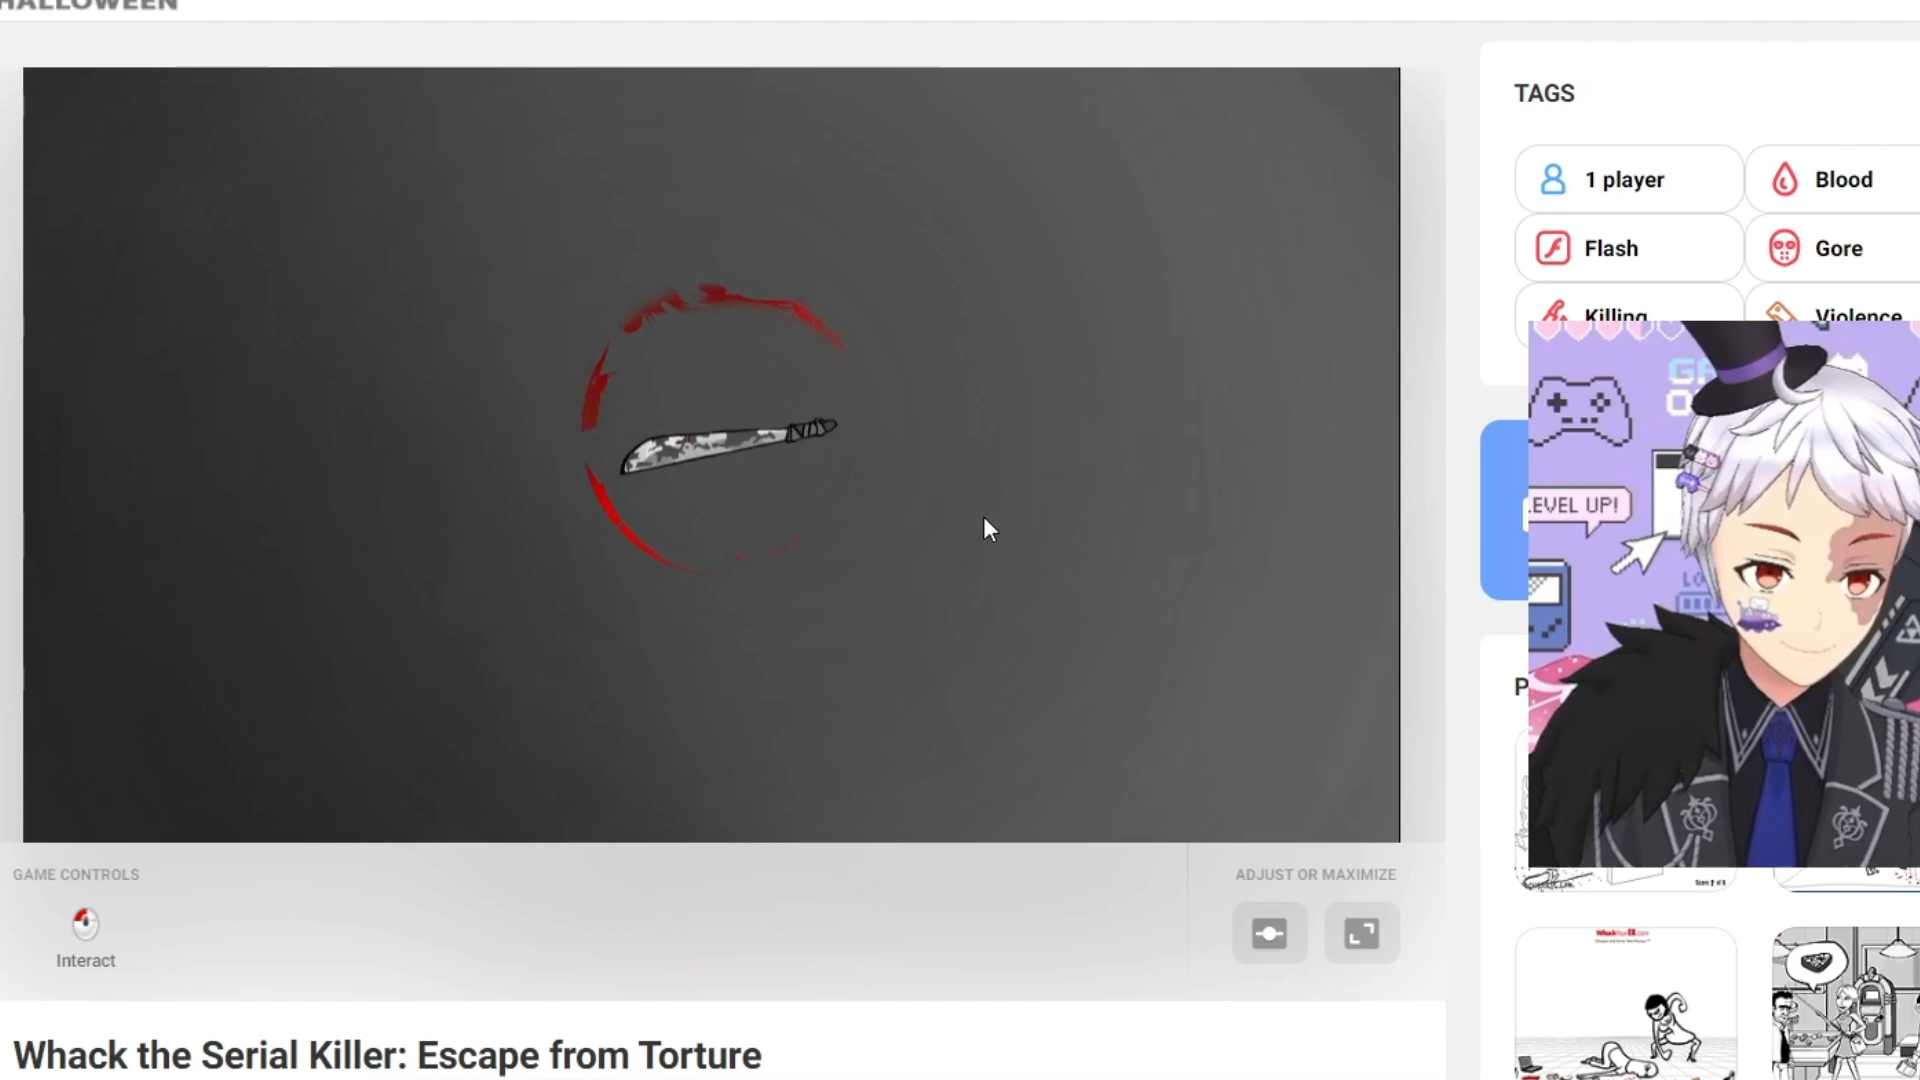 HALLOWEEN
TAGS
1 player
Blood
Flash
Gore
Killing
Violence
LEVEL UP!
P
GAME CONTROLS
ADJUST OR MAXIMIZE
Interact
Whack the Serial Killer: Escape from Torture